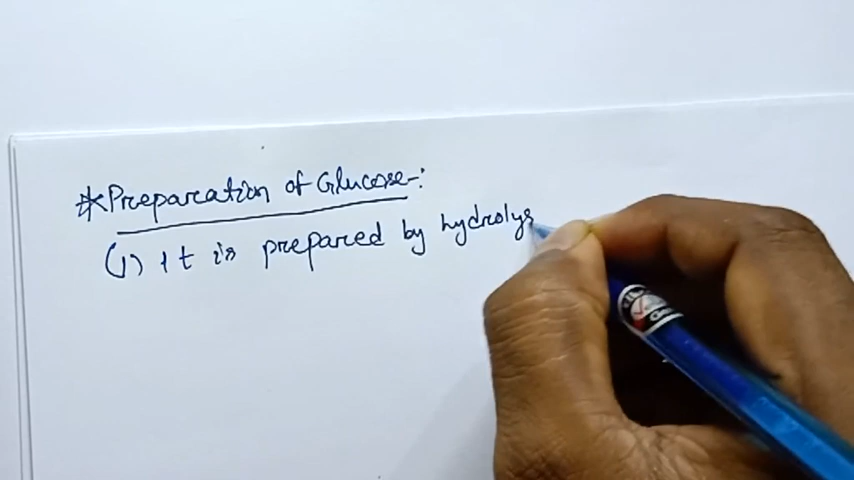 *Preparation of Glucose-:
(1) It is prepared by hydrolys